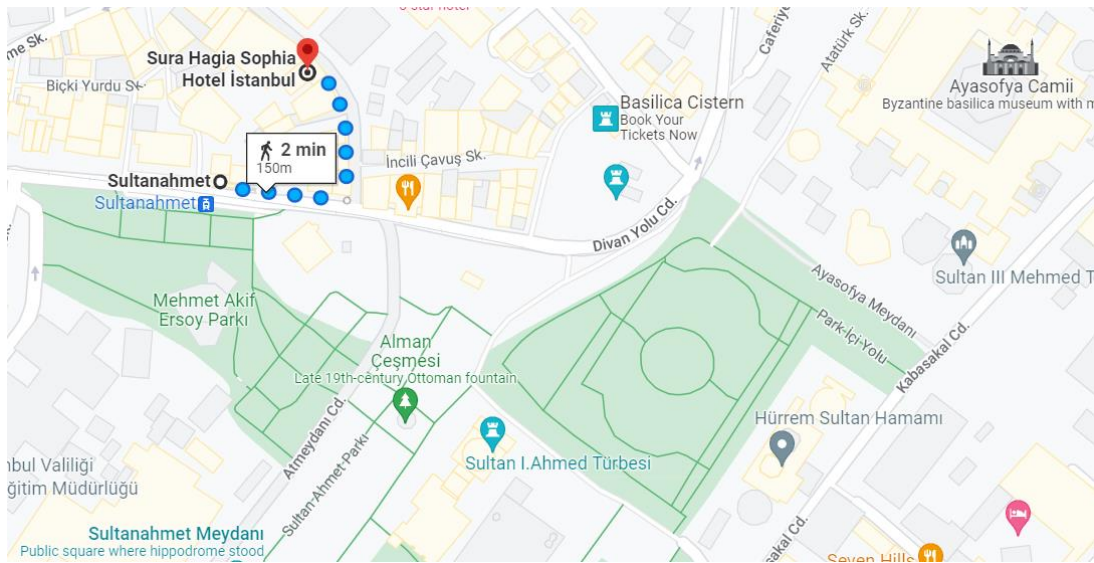 me Sk.
Biçki Yurdu Sk.
Sura Hagia Sophia
Hotel İstanbul
2 min
150m
Sultanahmet
Sultanahmet
İncili Çavuş Sk.
Basilica Cistern
Book Your
Tickets Now
Caferiye
Atatürk Sk.
Ayasofya Camii
Byzantine basilica museum with m
Divan Yolu Cd.
Sultan III Mehmed T
Ayasofya Meydanı
Park-İçi-Yolu
Kabasakal Cd.
Mehmet Akif
Ersoy Parkı
Alman
Çeşmesi
Late 19th-century Ottoman fountain
Atmeydanı Cd.
Sultan-Ahmet-Parkı
Sultan I.Ahmed Türbesi
Hürrem Sultan Hamamı
nbul Valiliği
ğitim Müdürlüğü
Sultanahmet Meydanı
Public square where hippodrome stood
sakal Cd.
Seven Hills